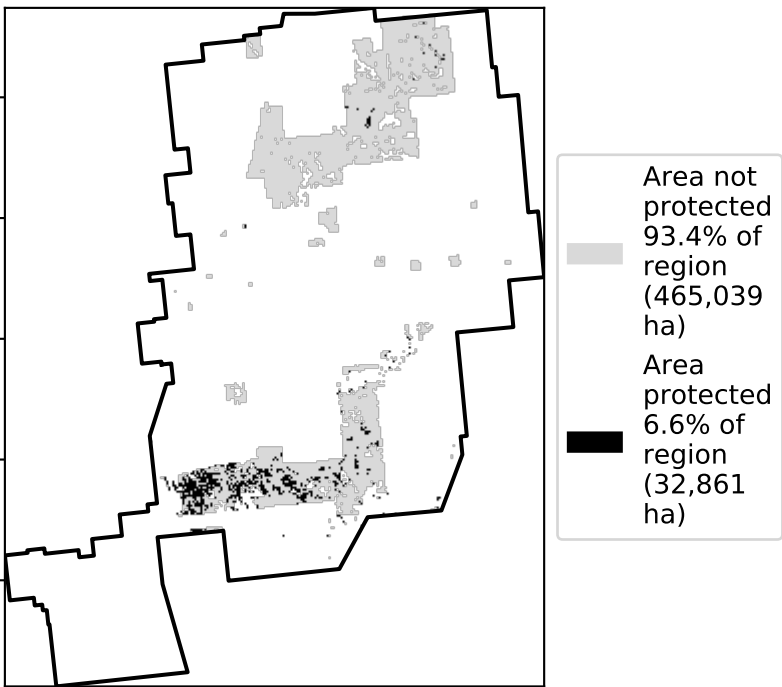 Area not
protected
93.4% of
region
(465,039
ha)
Area
protected
6.6% of
region
(32,861
ha)